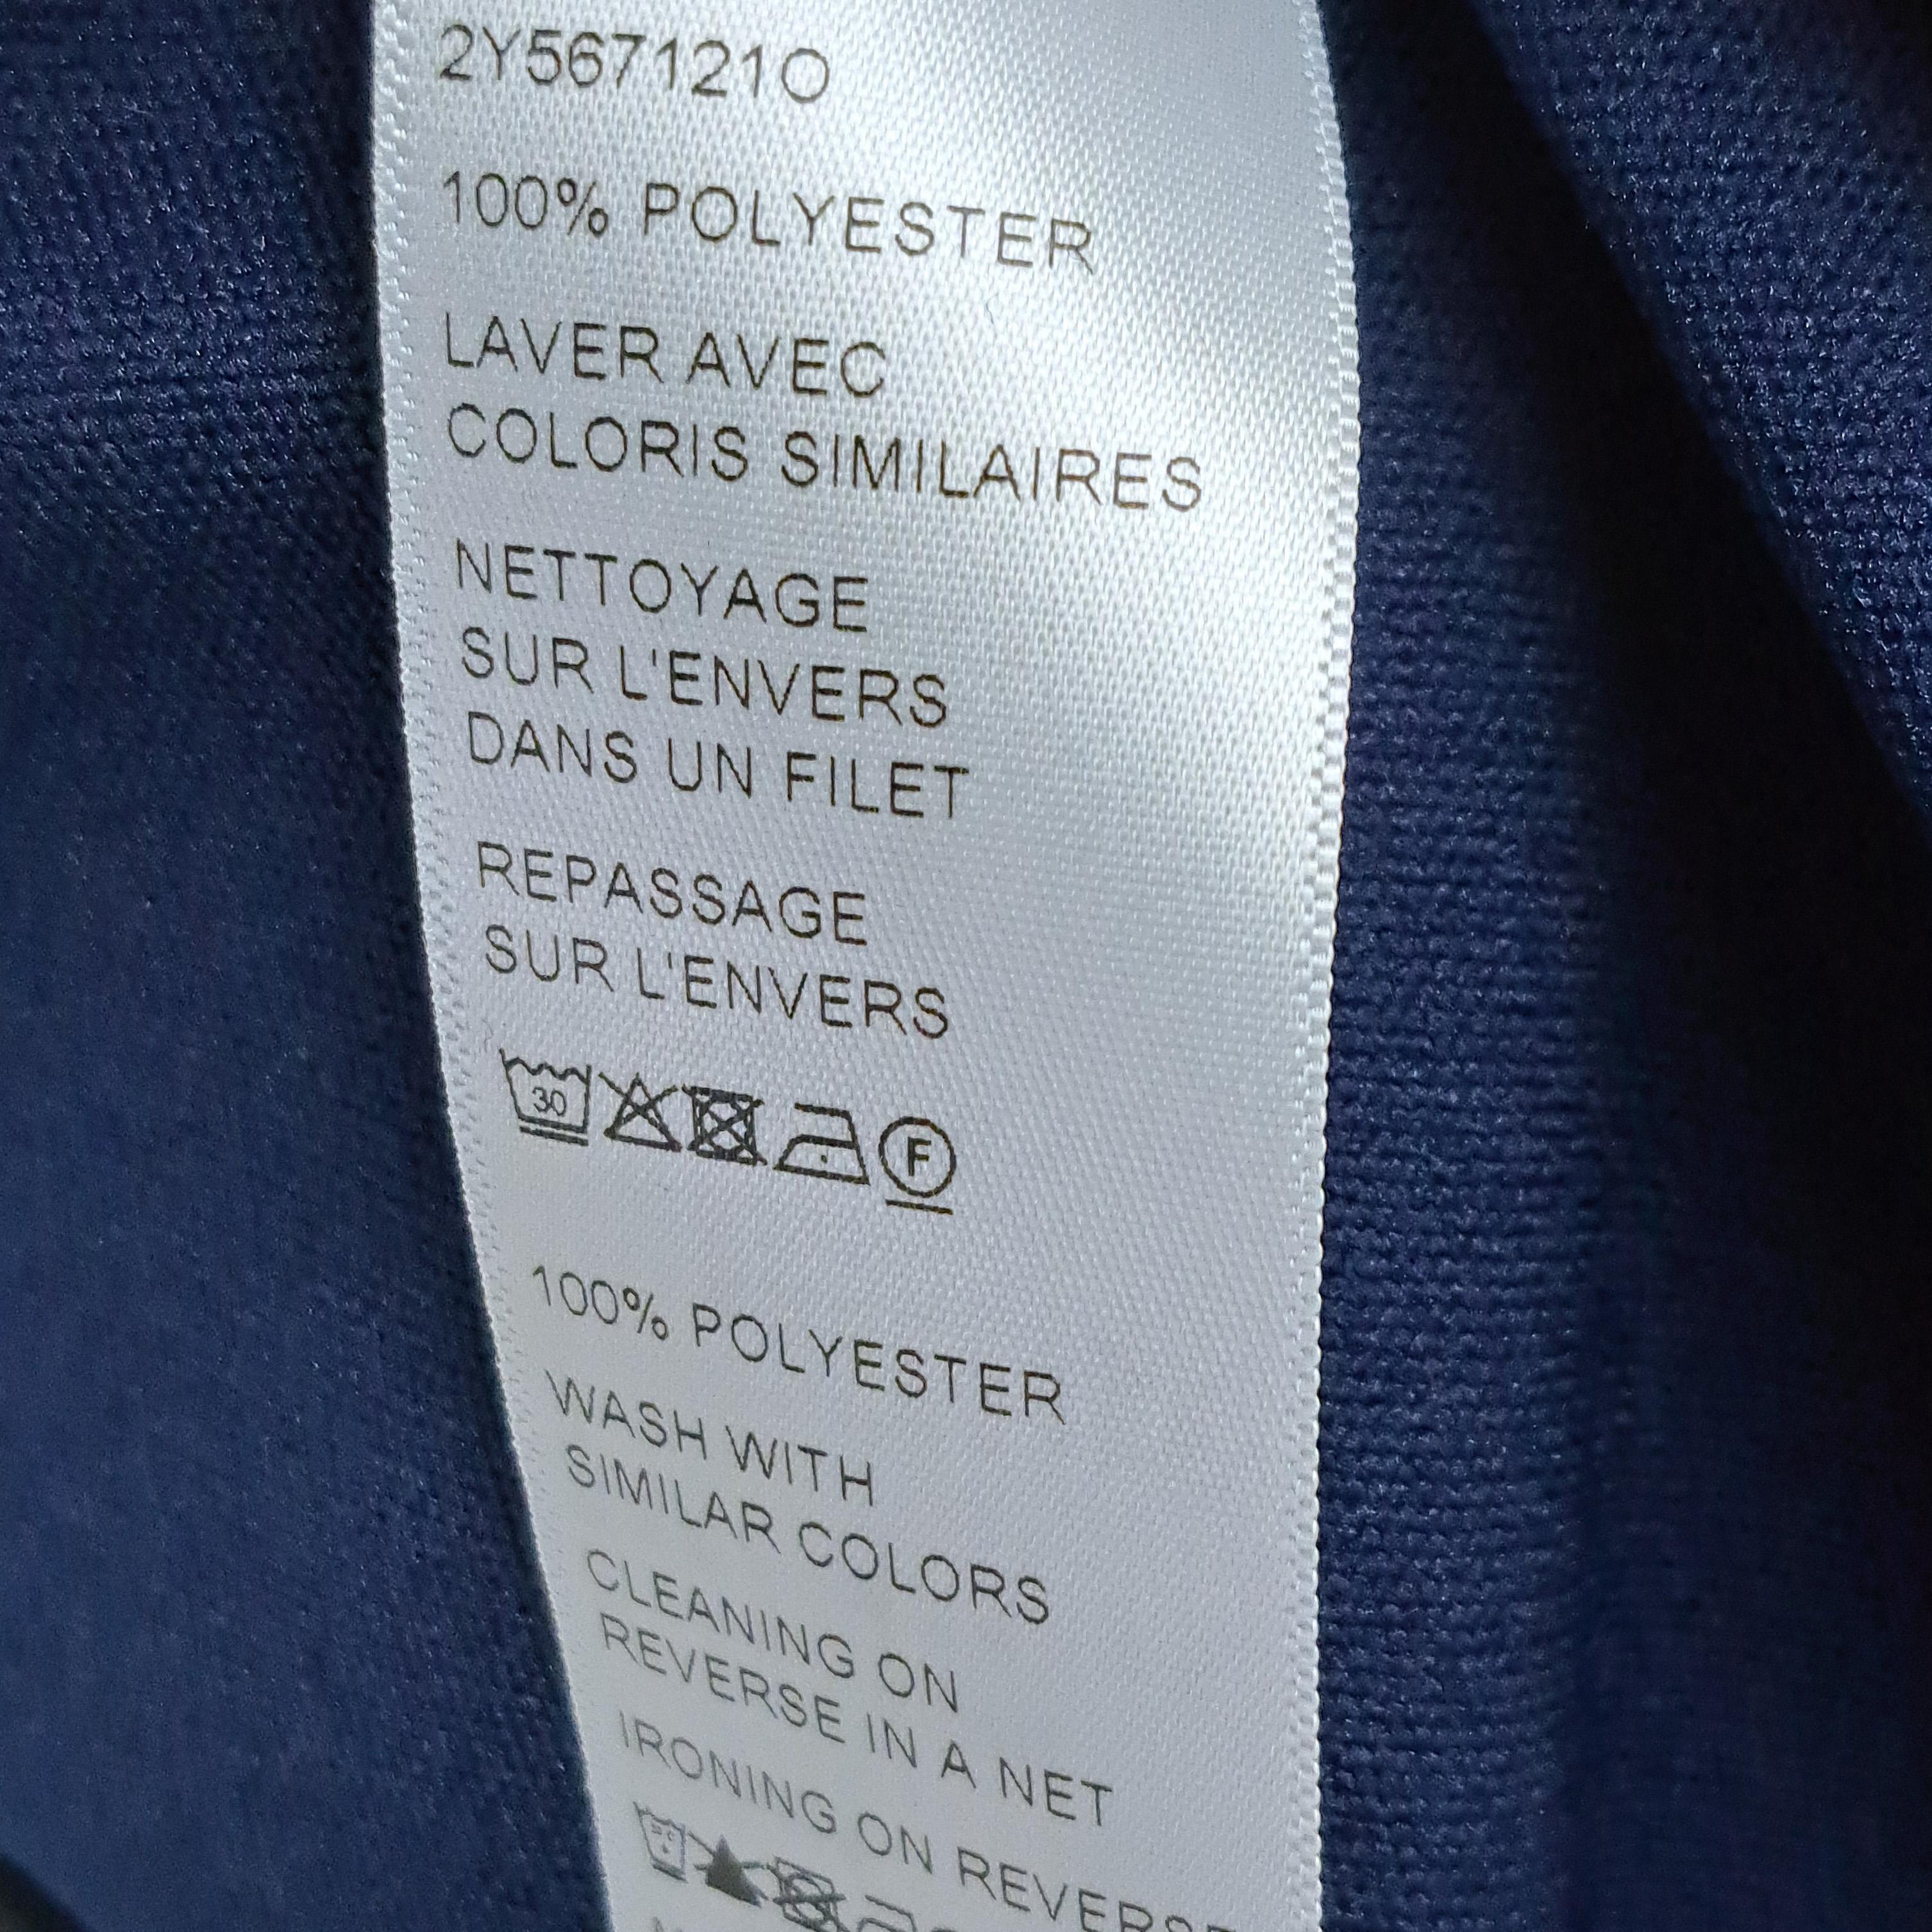 2Y567121O
100% POLYESTER
LAVER AVEC
COLORIS SIMILAIRES
NETTOYAGE
SUR L'ENVERS
DANS UN FILET
REPASSAGE
SUR L'ENVERS
30
F
100% POLYESTER
WASH WITH
SIMILAR COLORS
CLEANING ON
REVERSE IN A NET
IRONING ON REVERSE